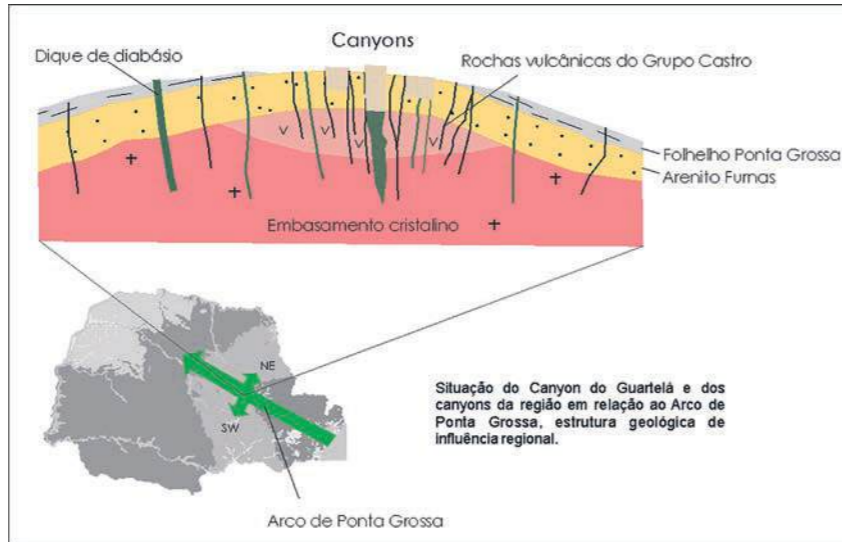 Canyons
Dique de diabásio
Rochas vulcânicas do Grupo Castro
v
v
v
v
Folhelho Ponta Grossa
Arenito Furnas
Embasamento cristalino
NE
SW
Situação do Canyon do Guartelá e dos
canyons da região em relação ao Arco de
Ponta Grossa, estrutura geológica de
influência regional.
Arco de Ponta Grossa